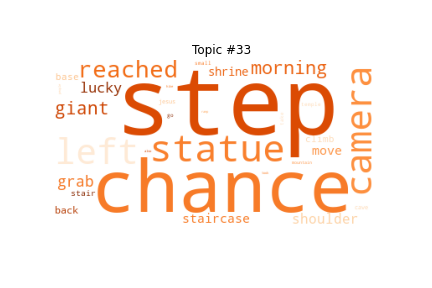 Topic #33
small
reached
shrine
morning
base
lucky
step
camera
giant
go
left
statue
climb
move
grab
chance
stair
back
staircase
shoulder